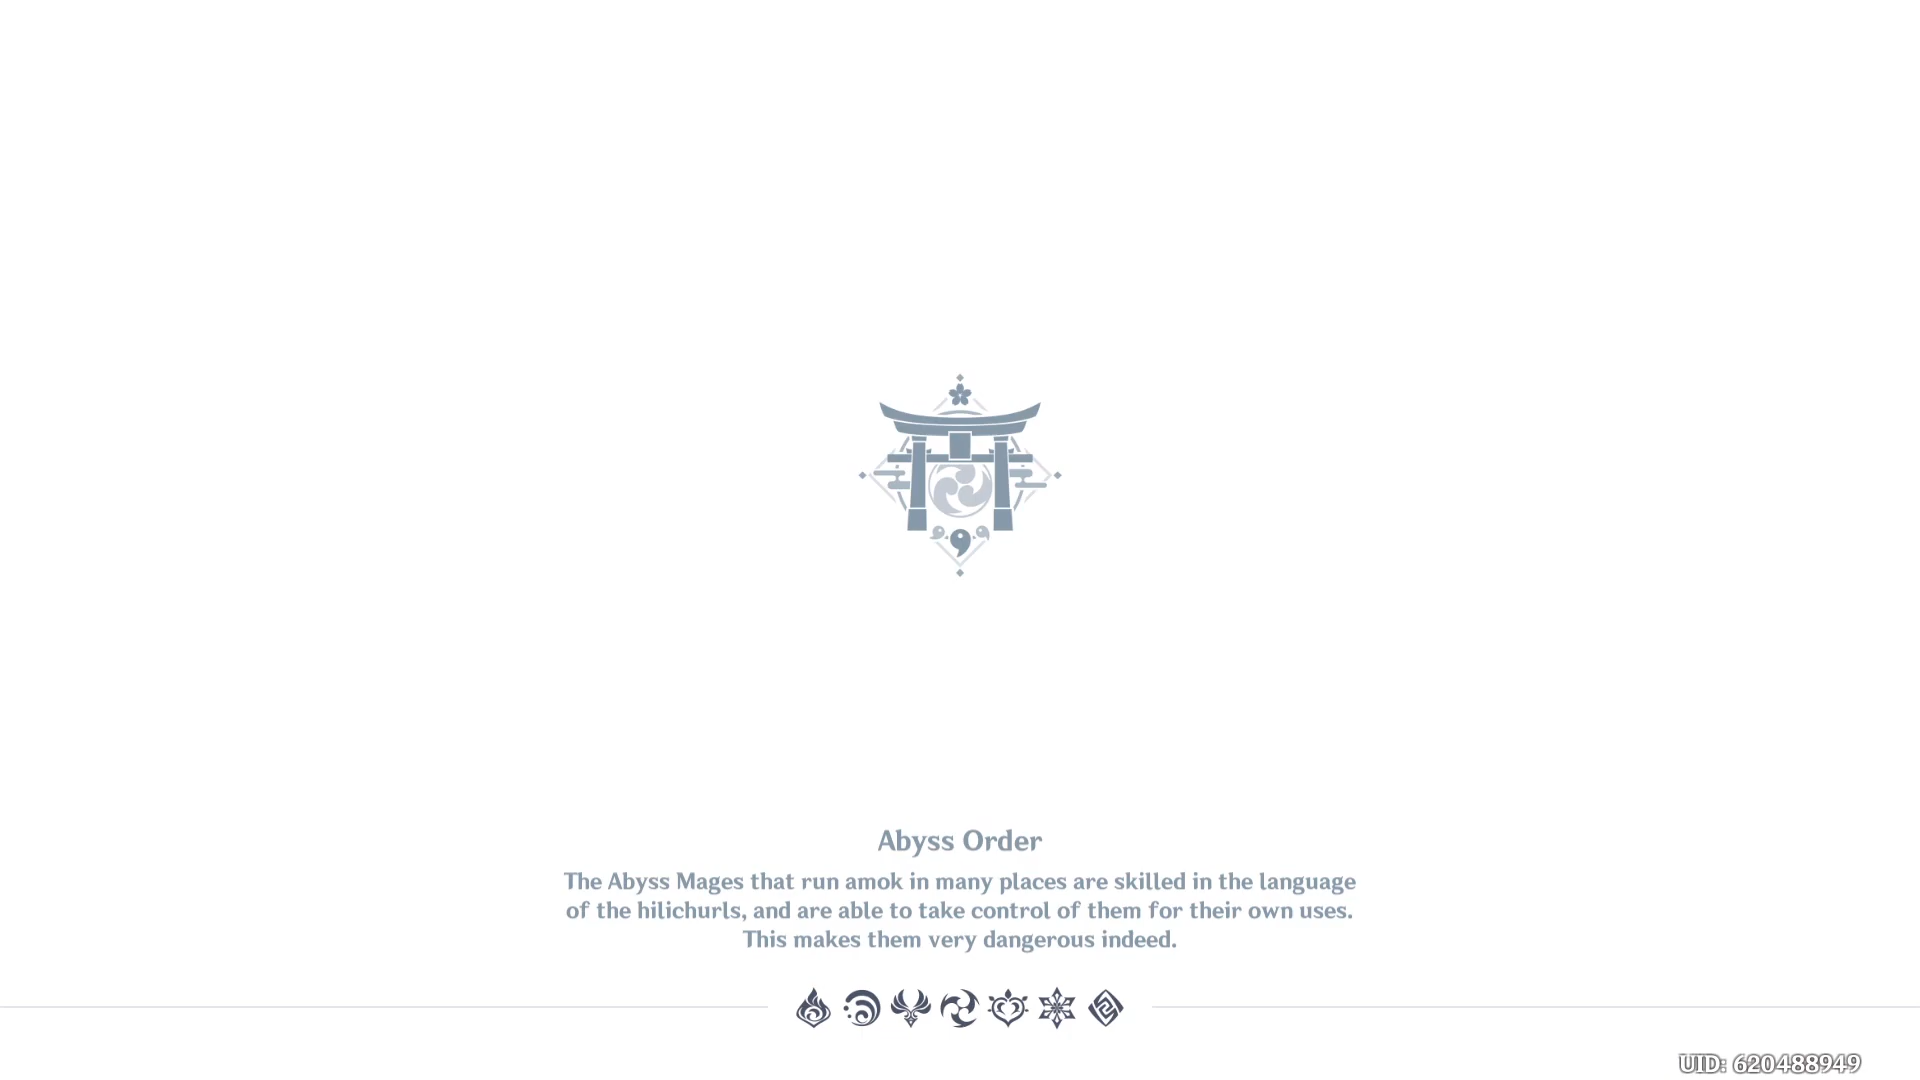 Abyss Order
The Abyss Mages that run amok in many places are skilled in the language
of the hilichurls, and are able to take control of them for their own uses.
This makes them very dangerous indeed.
UID: 620488949